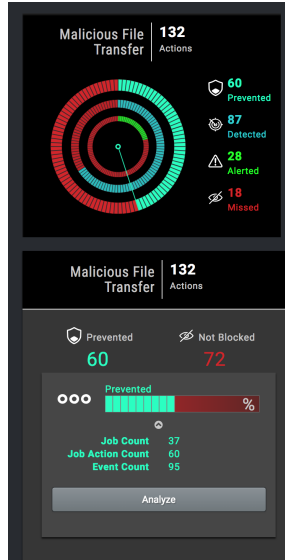 Malicious File
Transfer
132
Actions
60
Prevented
87
Detected
28
Alerted
18
Missed
Malicious File
Transfer
132
Actions
Prevented
60
Not Blocked
72
Prevented
%
Job Count 37
Job Action Count 60
Event Count 95
Analyze